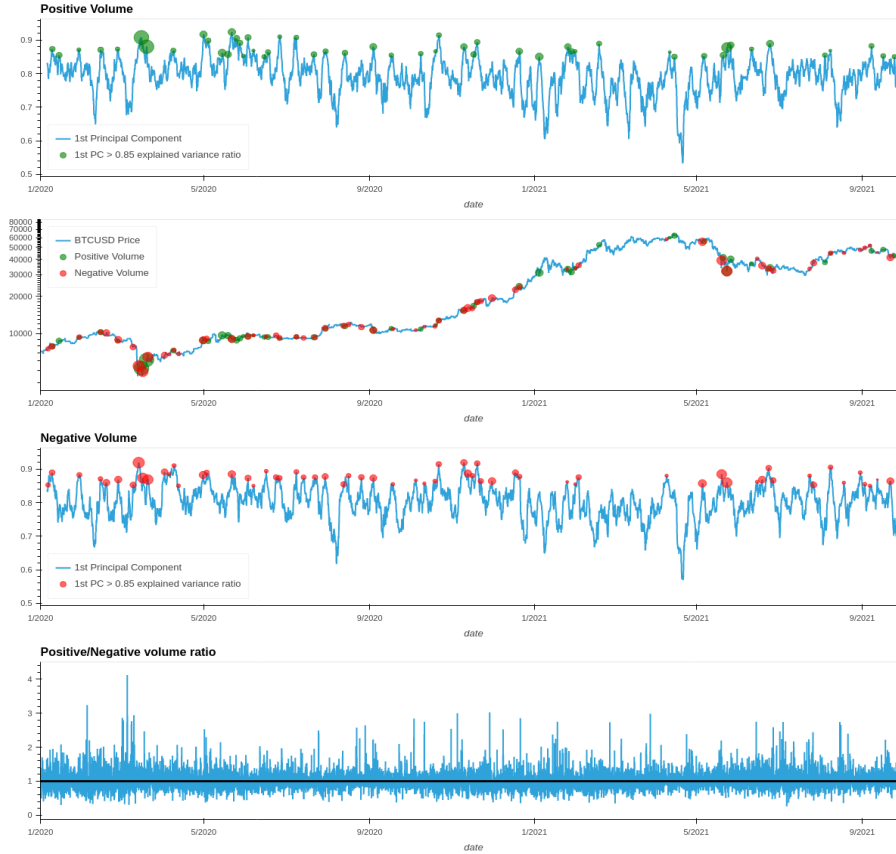 Positive Volume
0.9
0.8
0.7
0.6
0.5
1st Principal Component
1st PC > 0.85 explained variance ratio
1/2020 5/2020 9/2020 1/2021 5/2021 9/2021
date
80000
70000
60000
50000
40000
30000
20000
10000
BTCUSD Price
Positive Volume
Negative Volume
1/2020 5/2020 9/2020 1/2021 5/2021 9/2021
date
Negative Volume
0.9
0.8
0.7
0.6
0.5
1st Principal Component
1st PC > 0.85 explained variance ratio
1/2020 5/2020 9/2020 1/2021 5/2021 9/2021
date
Positive/Negative volume ratio
4
3
2
1
0
1/2020 5/2020 9/2020 1/2021 5/2021 9/2021
date